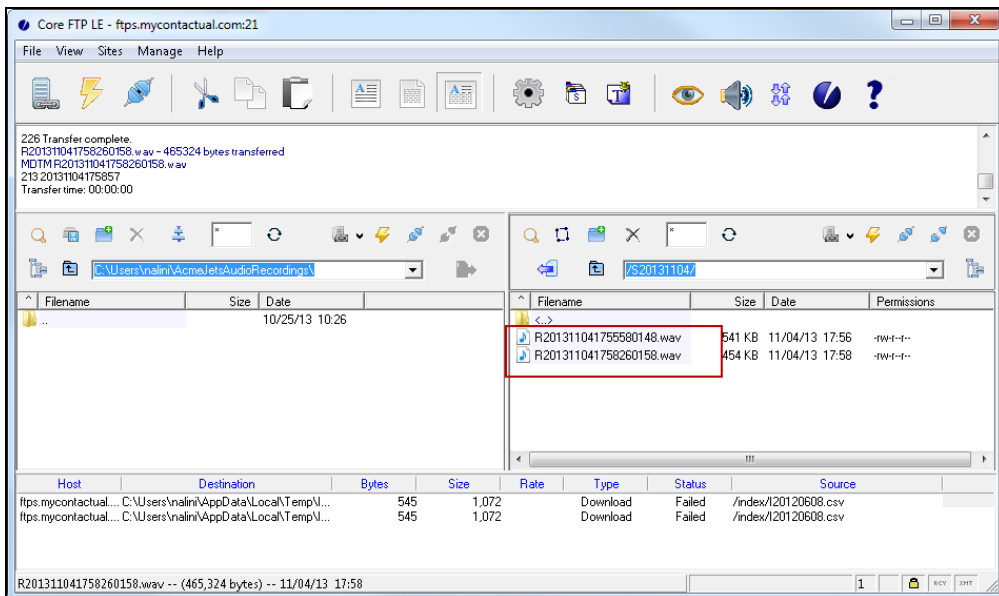 Core FTP LE - ftps.mycontactual.com:21
File View Sites Manage Help
226 Transfer complete.
R201311041758260158.wav - 465324 bytes transferred
MDTM R201311041758260158.wav
213 20131104175857
Transfer time: 00:00:00
C:\Users\nalini\AcmeJetsAudioRecordings\
/S20131104/
^ Filename Size Date
.. 10/25/13 10:26
^ Filename Size Date Permissions
<..>
R201311041755580148.wav 541 KB 11/04/13 17:56 -rw-r--r--
R201311041758260158.wav 454 KB 11/04/13 17:58 -rw-r--r--
Host Destination Bytes Size Rate Type Status Source
ftps.mycontactual.... C:\Users\nalini\AppData\Local\Temp\I... 545 1,072 Download Failed /index/I20120608.csv
ftps.mycontactual.... C:\Users\nalini\AppData\Local\Temp\I... 545 1,072 Download Failed /index/I20120608.csv
R201311041758260158.wav -- (465,324 bytes) -- 11/04/13 17:58 1 RCV XMT